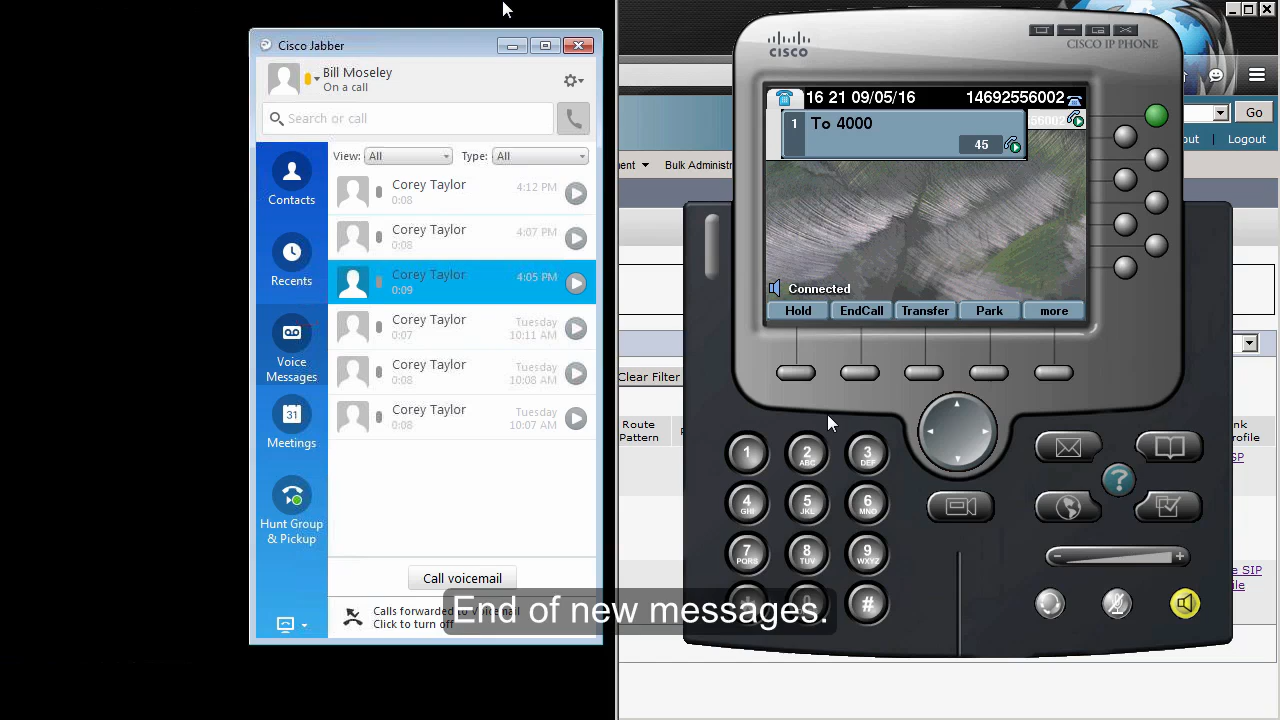 Cisco Jabber
Bill Moseley
On a call
Search or call
View: All Type: All
Contacts
Recents
Voice
Messages
31
Meetings
Hunt Group
& Pickup
Corey Taylor 4:12 PM
0:08
Corey Taylor 4:07 PM
0:08
Corey Taylor 4:05 PM
0:09
Corey Taylor Tuesday
0:07 10:11 AM
Corey Taylor Tuesday
0:08 10:08 AM
Corey Taylor Tuesday
0:08 10:07 AM
Call voicemail
Calls forwarded to voicemail
Click to turn off
End of new messages.
Go
Logout
Bulk
Clear Filter
Route
Pattern
CISCO
CISCO IP PHONE
16 21 09/05/16 14692556002
1 To 4000
45
56002
Connected
Hold EndCall Transfer Park more
1 2 ABC 3 DEF
4 GHI 5 JKL 6 MNO
7 PQRS 8 TUV 9 WXYZ
* 0 #
?
- +